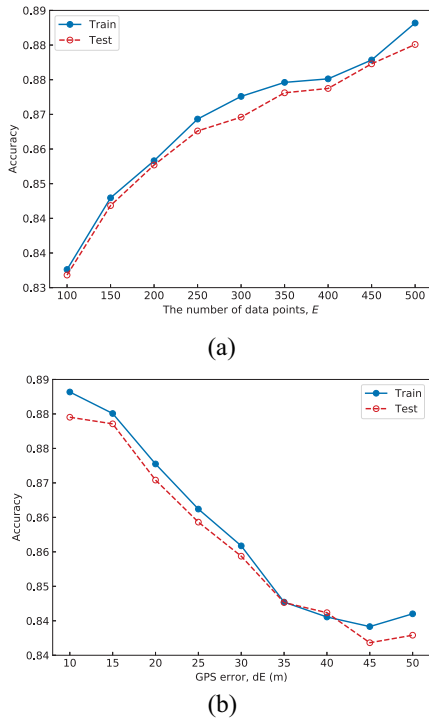 0.89
0.88
0.88
0.87
0.86
0.85
0.84
0.84
0.83
Accuracy
Train
Test
100 150 200 250 300 350 400 450 500
The number of data points, E
(a)
0.89
0.88
0.88
0.87
0.86
0.86
0.85
0.84
0.84
Accuracy
Train
Test
10 15 20 25 30 35 40 45 50
GPS error, dE (m)
(b)